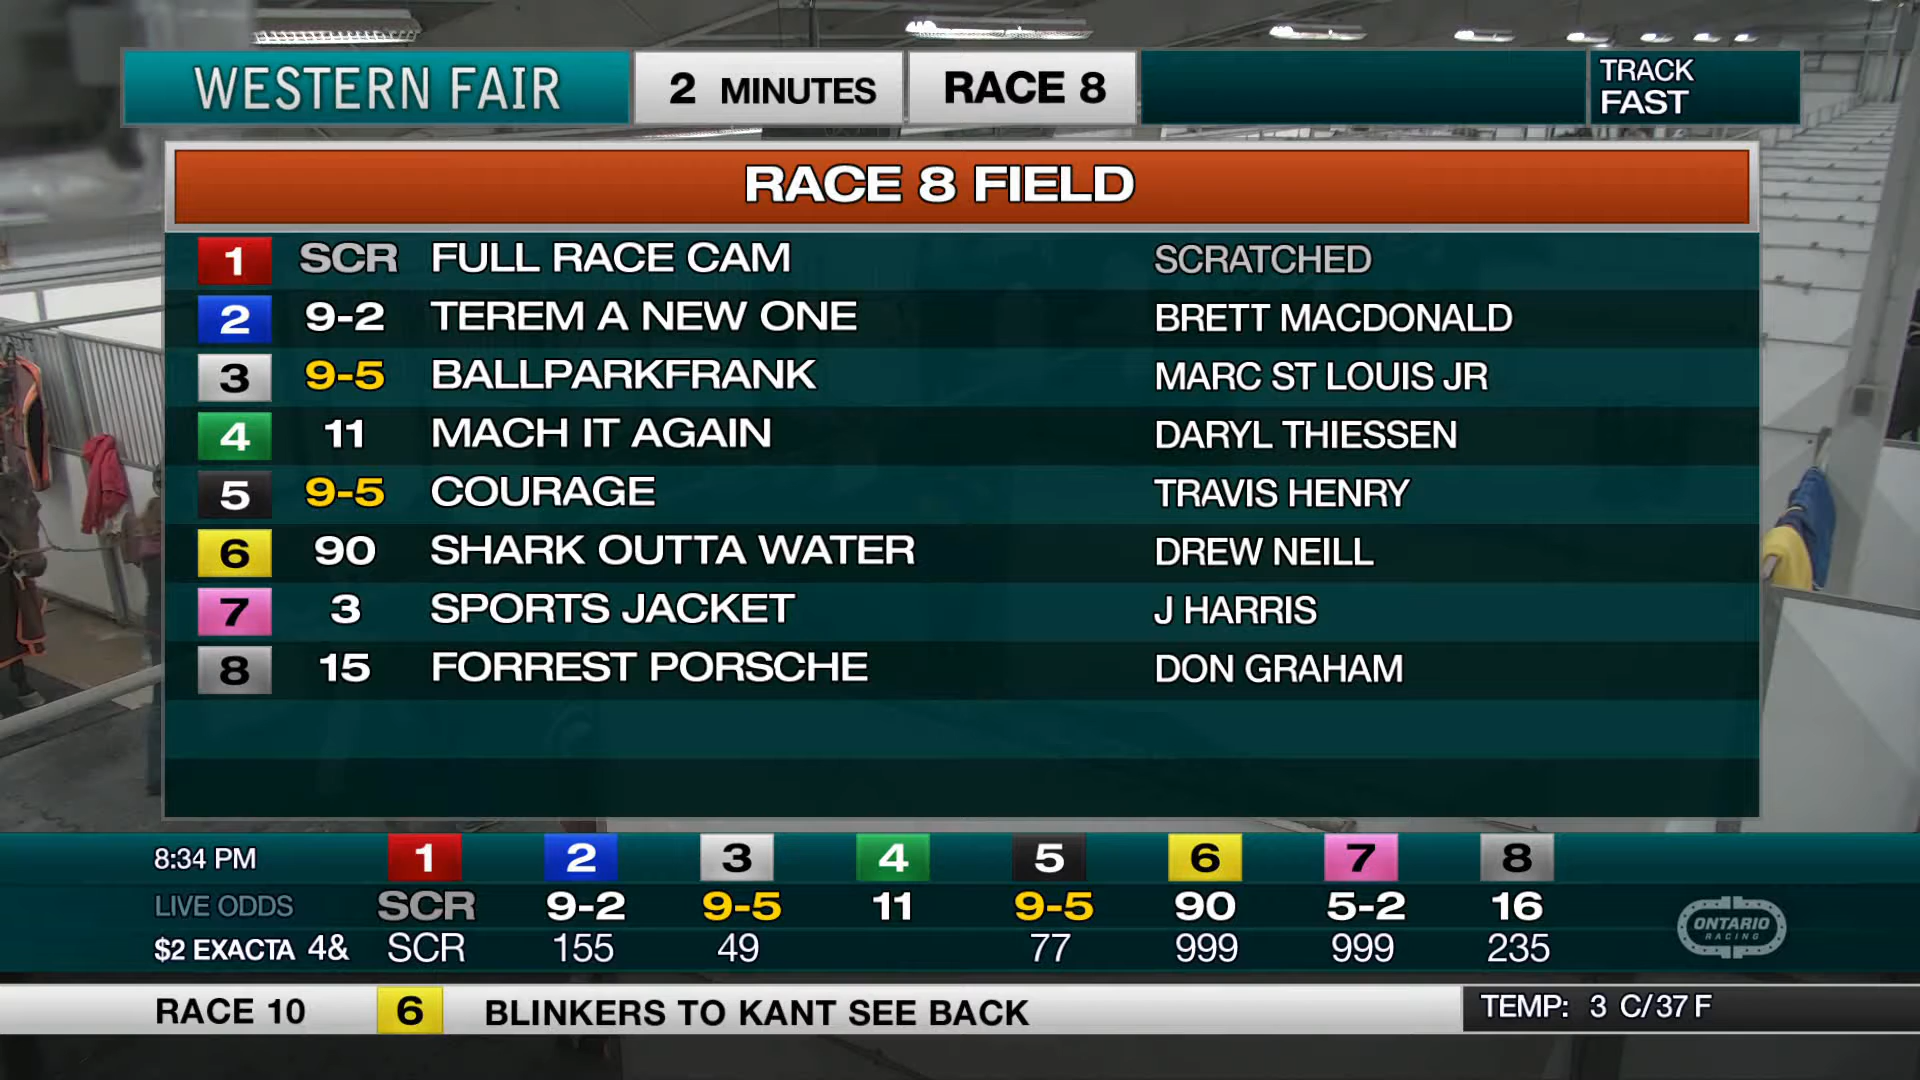 WESTERN FAIR 2 MINUTES RACE 8 TRACK FAST
RACE 8 FIELD
1 SCR FULL RACE CAM SCRATCHED
2 9-2 TEREM A NEW ONE BRETT MACDONALD
3 9-5 BALLPARKFRANK MARC ST LOUIS JR
4 11 MACH IT AGAIN DARYL THIESSEN
5 9-5 COURAGE TRAVIS HENRY
6 90 SHARK OUTTA WATER DREW NEILL
7 3 SPORTS JACKET J HARRIS
8 15 FORREST PORSCHE DON GRAHAM
8:34 PM 1 2 3 4 5 6 7 8
LIVE ODDS SCR 9-2 9-5 11 9-5 90 5-2 16
$2 EXACTA 4& SCR 155 49 77 999 999 235
ONTARIO
RACING
RACE 10 6 BLINKERS TO KANT SEE BACK TEMP: 3 C/37 F